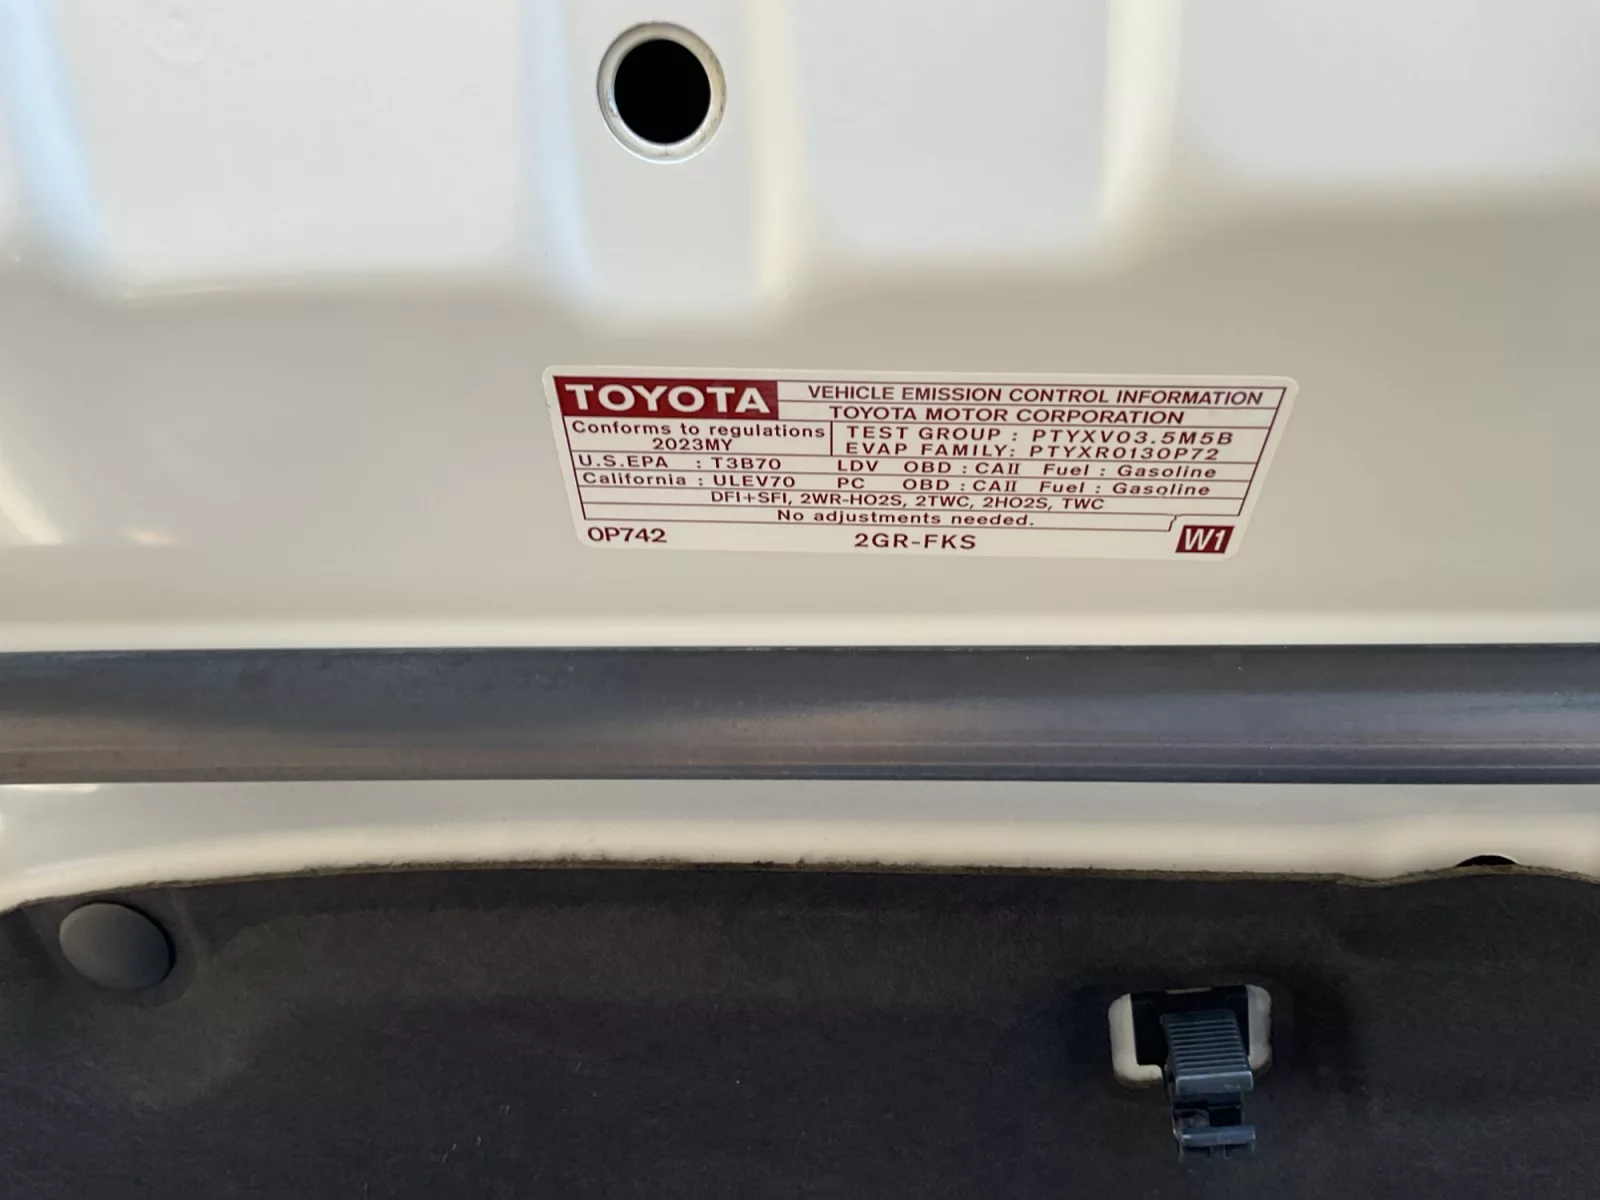 TOYOTA VEHICLE EMISSION CONTROL INFORMATION
TOYOTA MOTOR CORPORATION
Conforms to regulations
2023MY
TEST GROUP : PTYXV03.5M5B
EVAP FAMILY: PTYXR0130P72
U.S.EPA : T3B70 LDV OBD : CAII Fuel : Gasoline
California : ULEV70 PC OBD : CAII Fuel : Gasoline
DFI+SFI, 2WR-HO2S, 2TWC, 2HO2S, TWC
No adjustments needed.
0P742 2GR-FKS W1